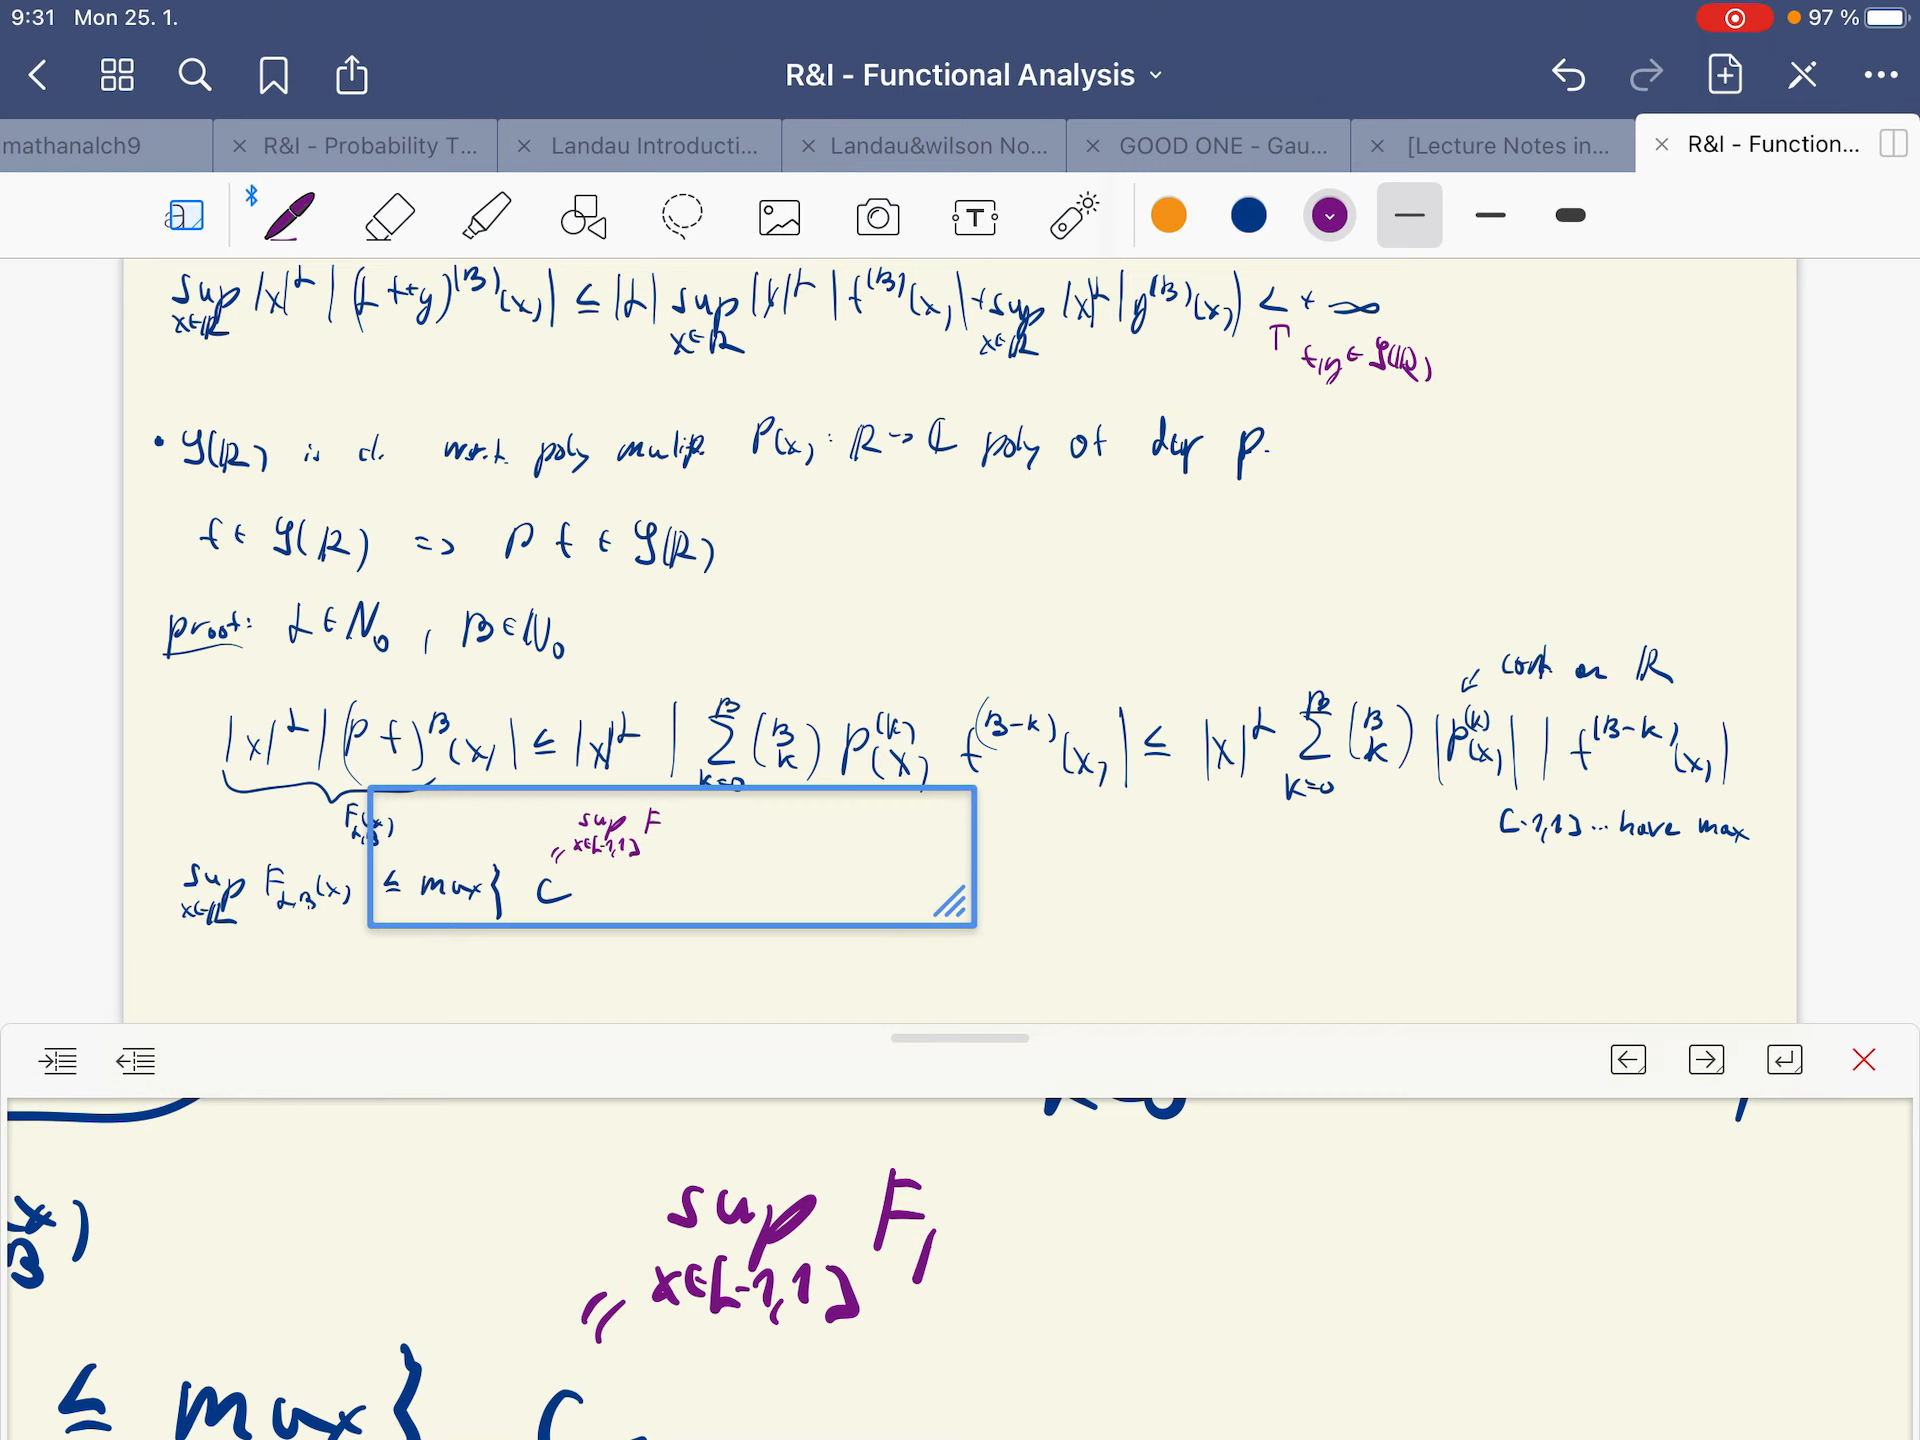 9:31 Mon 25. 1. 97 %
R&I - Functional Analysis
mathanalch9 × R&I - Probability T... × Landau Introducti... × Landau&wilson No... × GOOD ONE - Gau... × [Lecture Notes in... × R&I - Function...
sup x∈ℝ |x|^α |(α f+g)^(β)(x)| ≤ |α| sup x∈ℝ |x|^α |f^(β)(x)| + sup x∈ℝ |x|^α |g^(β)(x)| < +∞
↑ f,g ∈ 𝒮(ℝ)
• 𝒮(ℝ) is cl. w.r.t. poly multip. P(x): ℝ → ℂ poly of deg p.
f ∈ 𝒮(ℝ) => p f ∈ 𝒮(ℝ)
proof: α ∈ ℕ₀, β ∈ ℕ₀
↙ cont on ℝ
|x|^α |(p f)^β (x)| ≤ |x|^α | Σ_{k=0}^β (β k) p^(k)(x) f^(β-k)(x) | ≤ |x|^α Σ_{k=0}^β (β k) |p^(k)(x)| |f^(β-k)(x)|
F_{α,β}(x) sup x∈[-1,1] F [-1,1] ... have max
sup x∈ℝ F_{α,β}(x) ≤ max{ C
sup F,
x∈[-1,1]
≤ max{ C